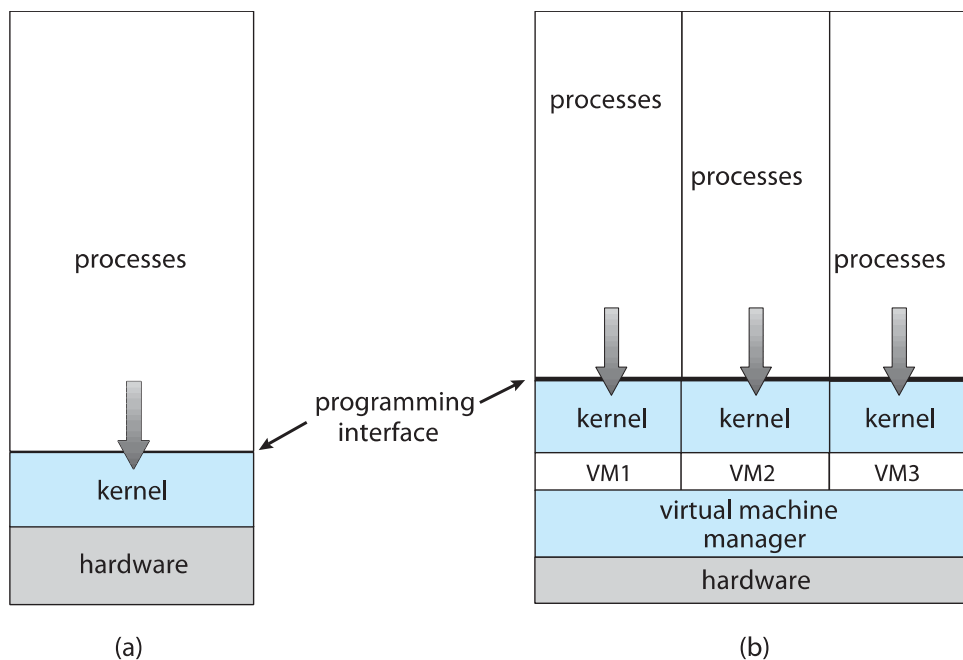 processes
kernel
hardware
(a)
programming
interface
processes
processes
processes
kernel
kernel
kernel
VM1
VM2
VM3
virtual machine
manager
hardware
(b)